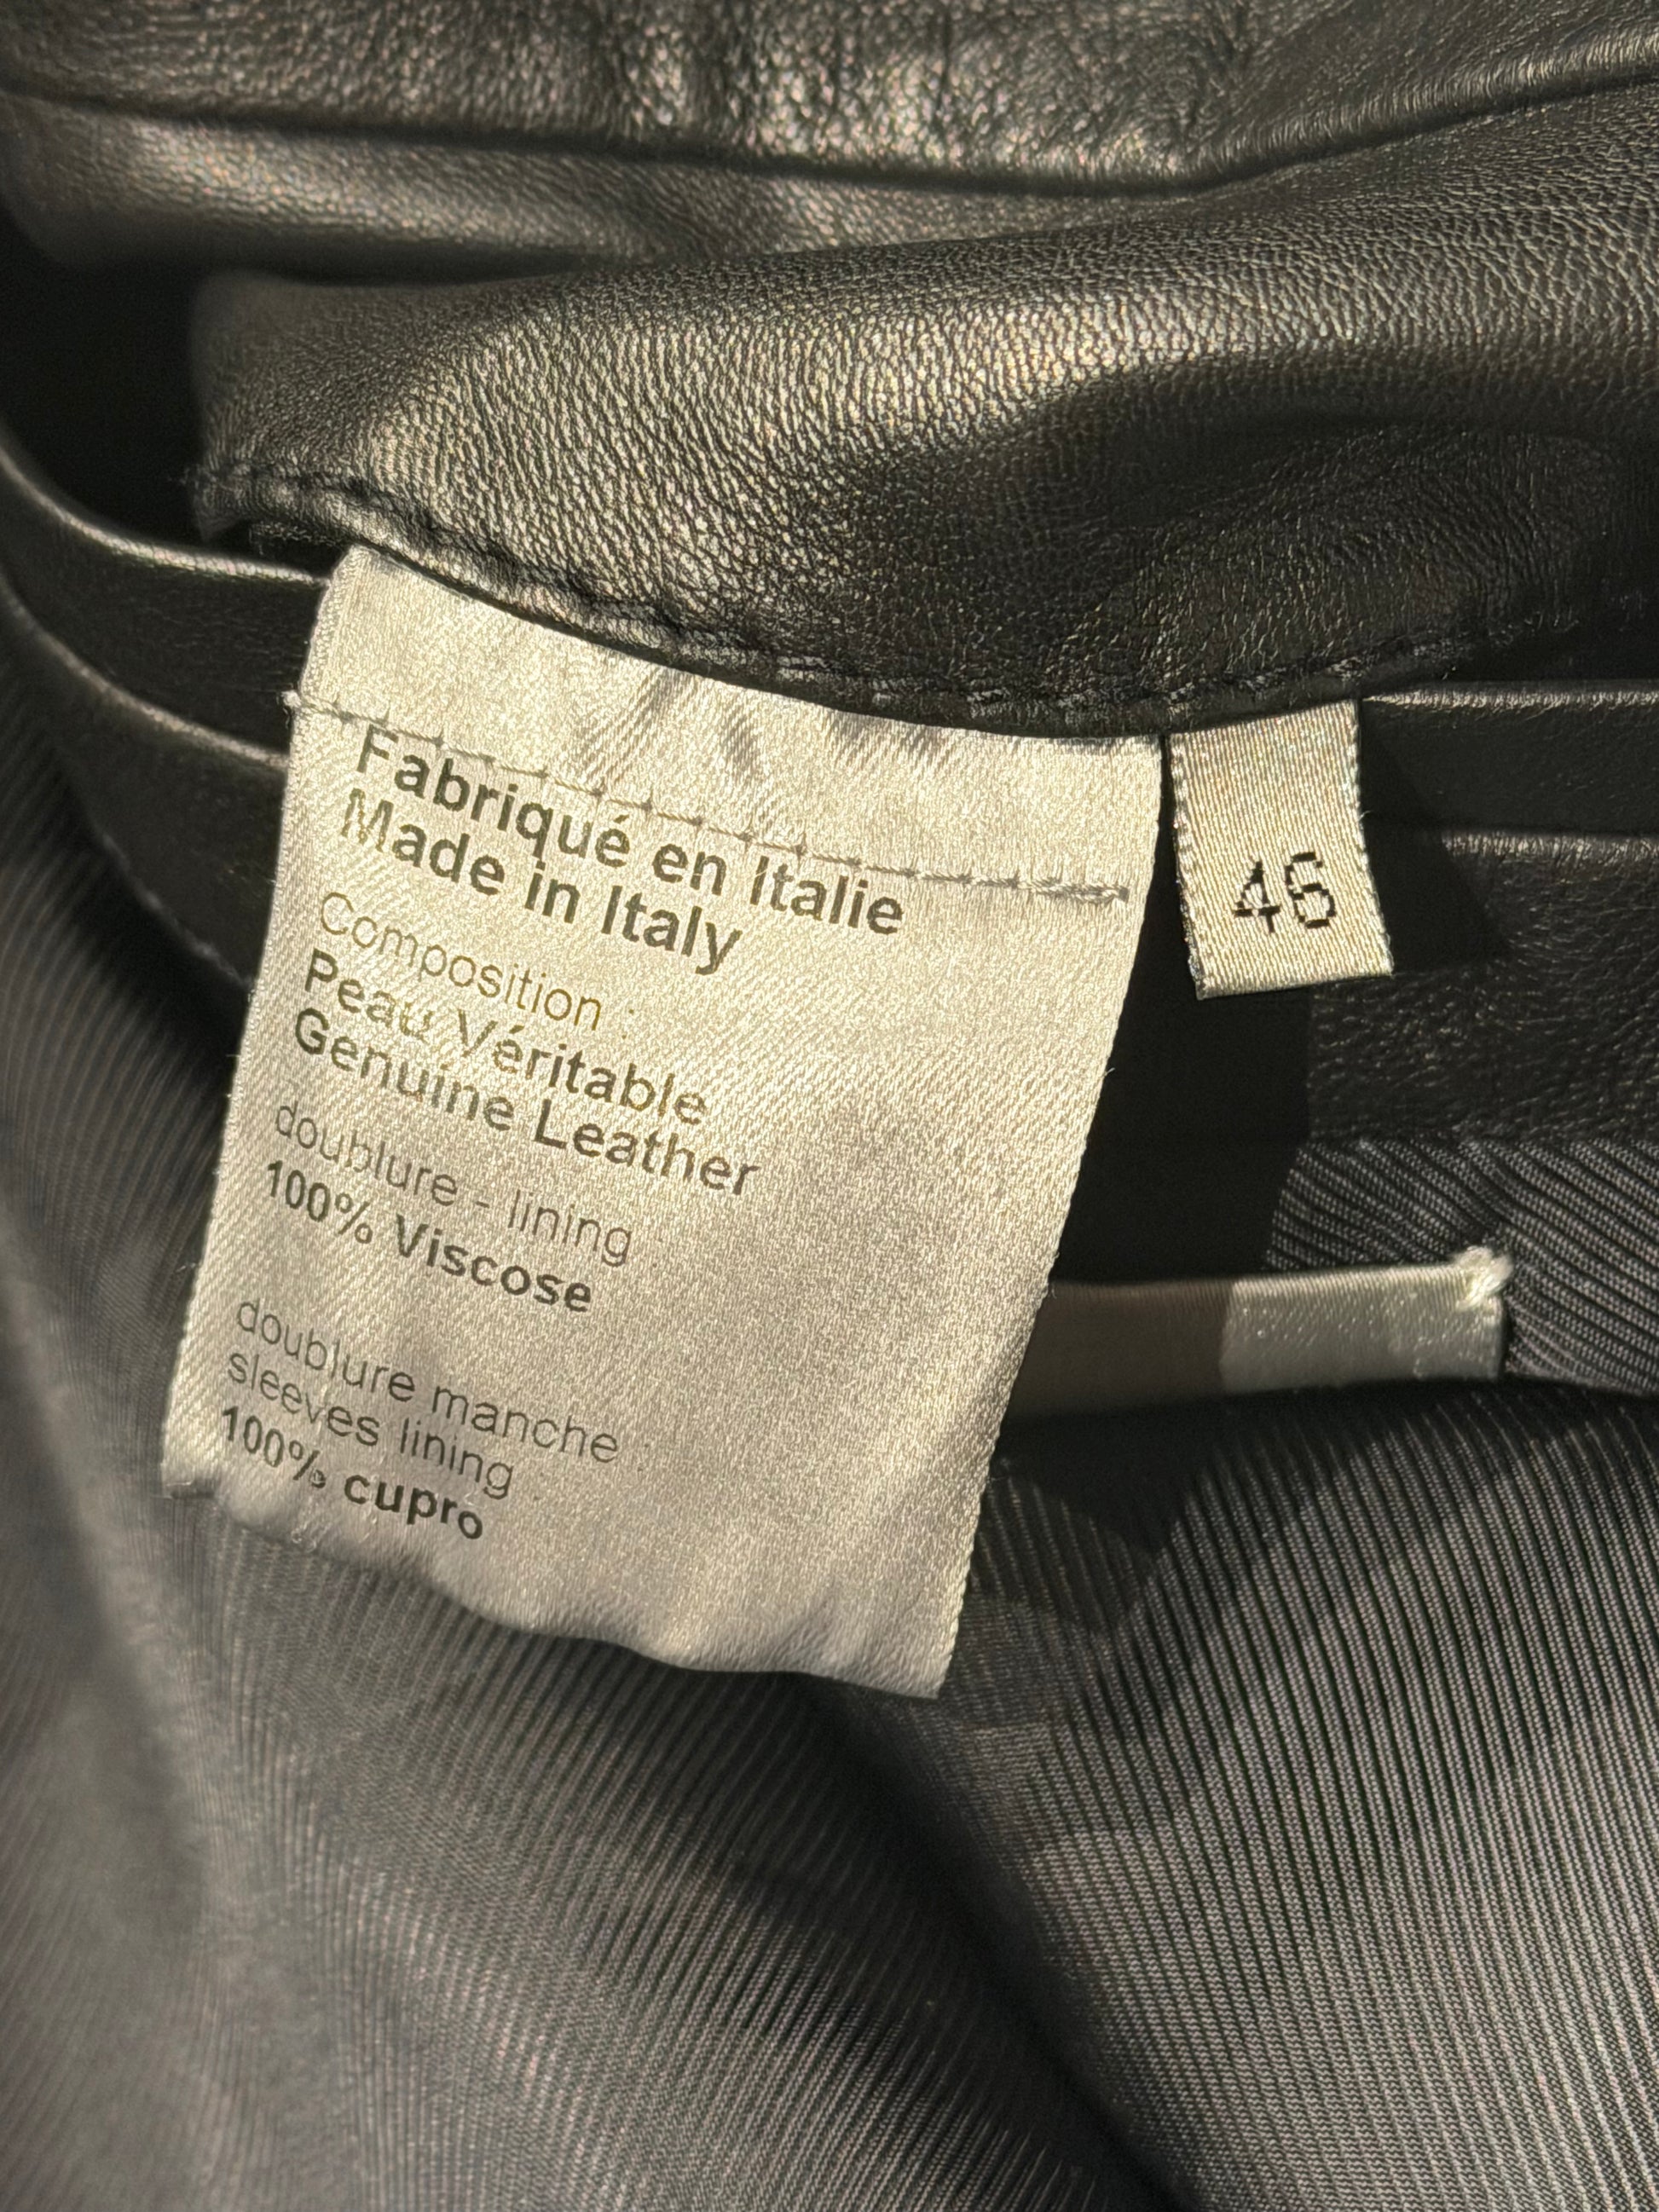 Fabriqué en Italie
Made in Italy
Composition :
Peau Véritable
Genuine Leather
doublure - lining :
100% Viscose
doublure manche :
sleeves lining :
100% cupro
46